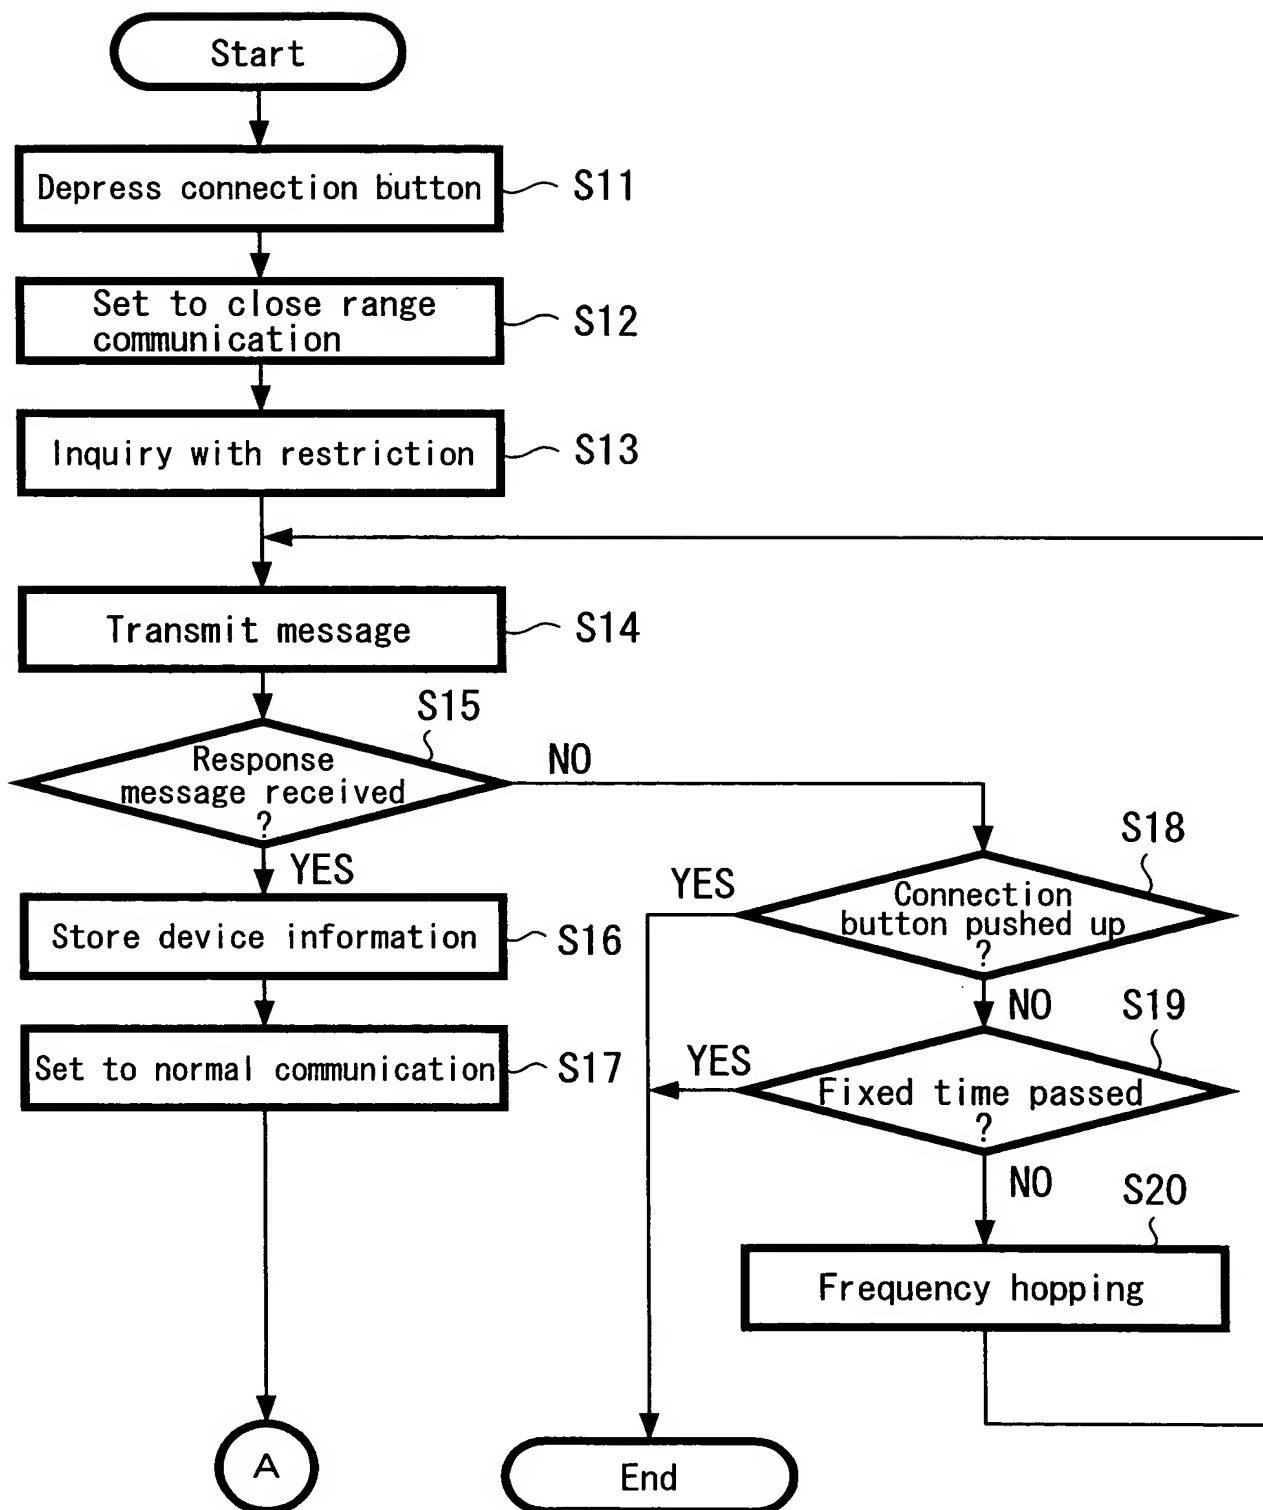 Start
Depress connection button
S11
Set to close range
communication
S12
Inquiry with restriction
S13
Transmit message
S14
S15
Response
message received
?
NO
YES
Store device information
S16
Set to normal communication
S17
A
S18
Connection
button pushed up
?
YES
NO
S19
Fixed time passed
?
YES
NO
S20
Frequency hopping
End